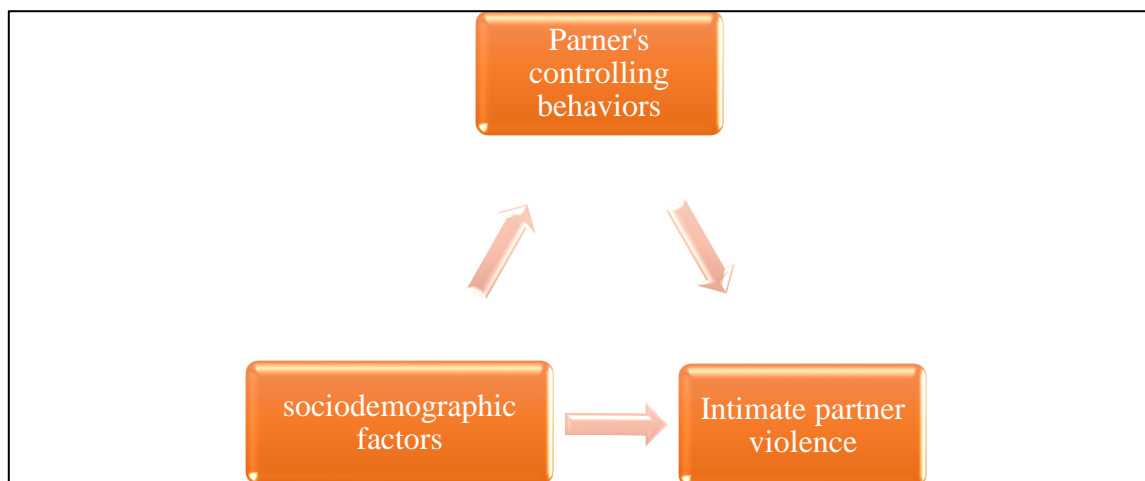 Parner's
controlling
behaviors
sociodemographic
factors
Intimate partner
violence